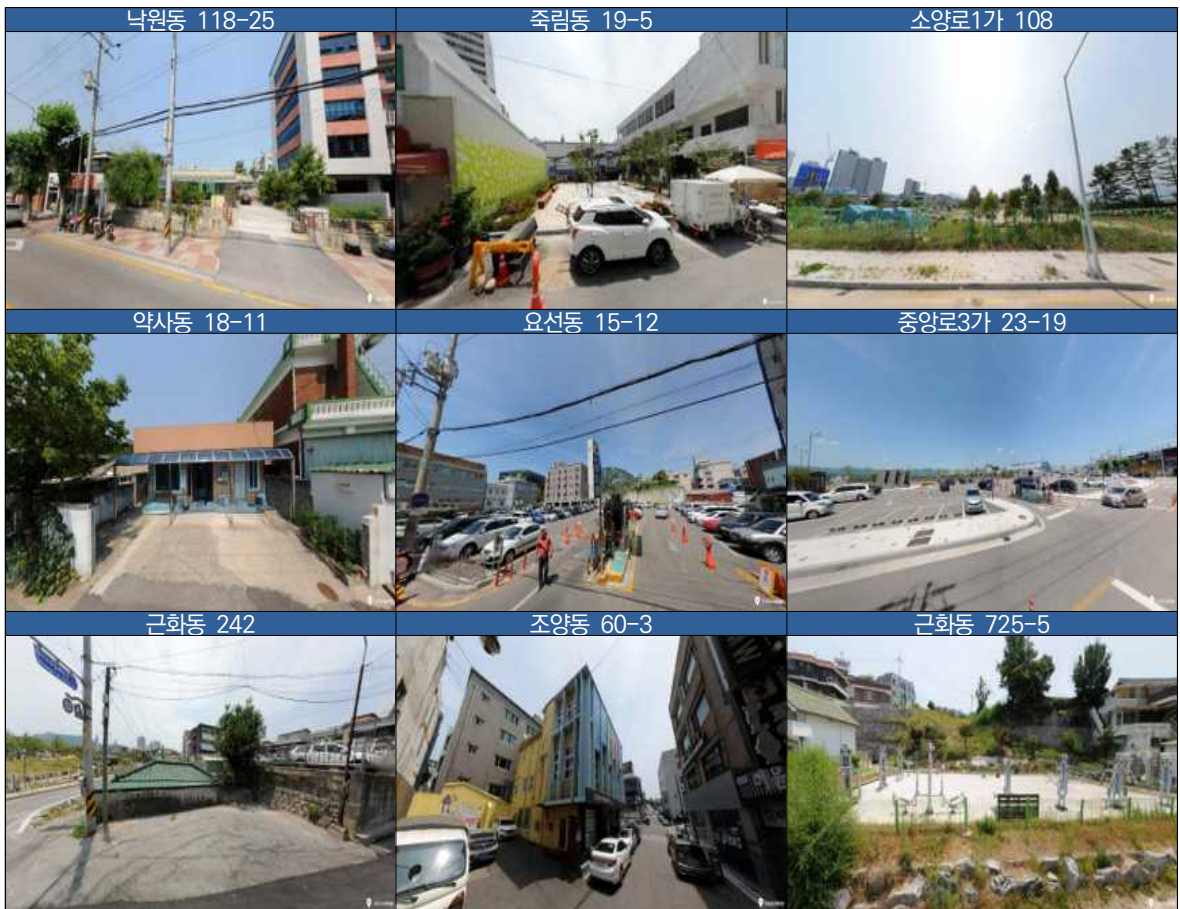 낙원동 118-25
죽림동 19-5
소양로1가 108
약사동 18-11
요선동 15-12
중앙로3가 23-19
근화동 242
조양동 60-3
근화동 725-5